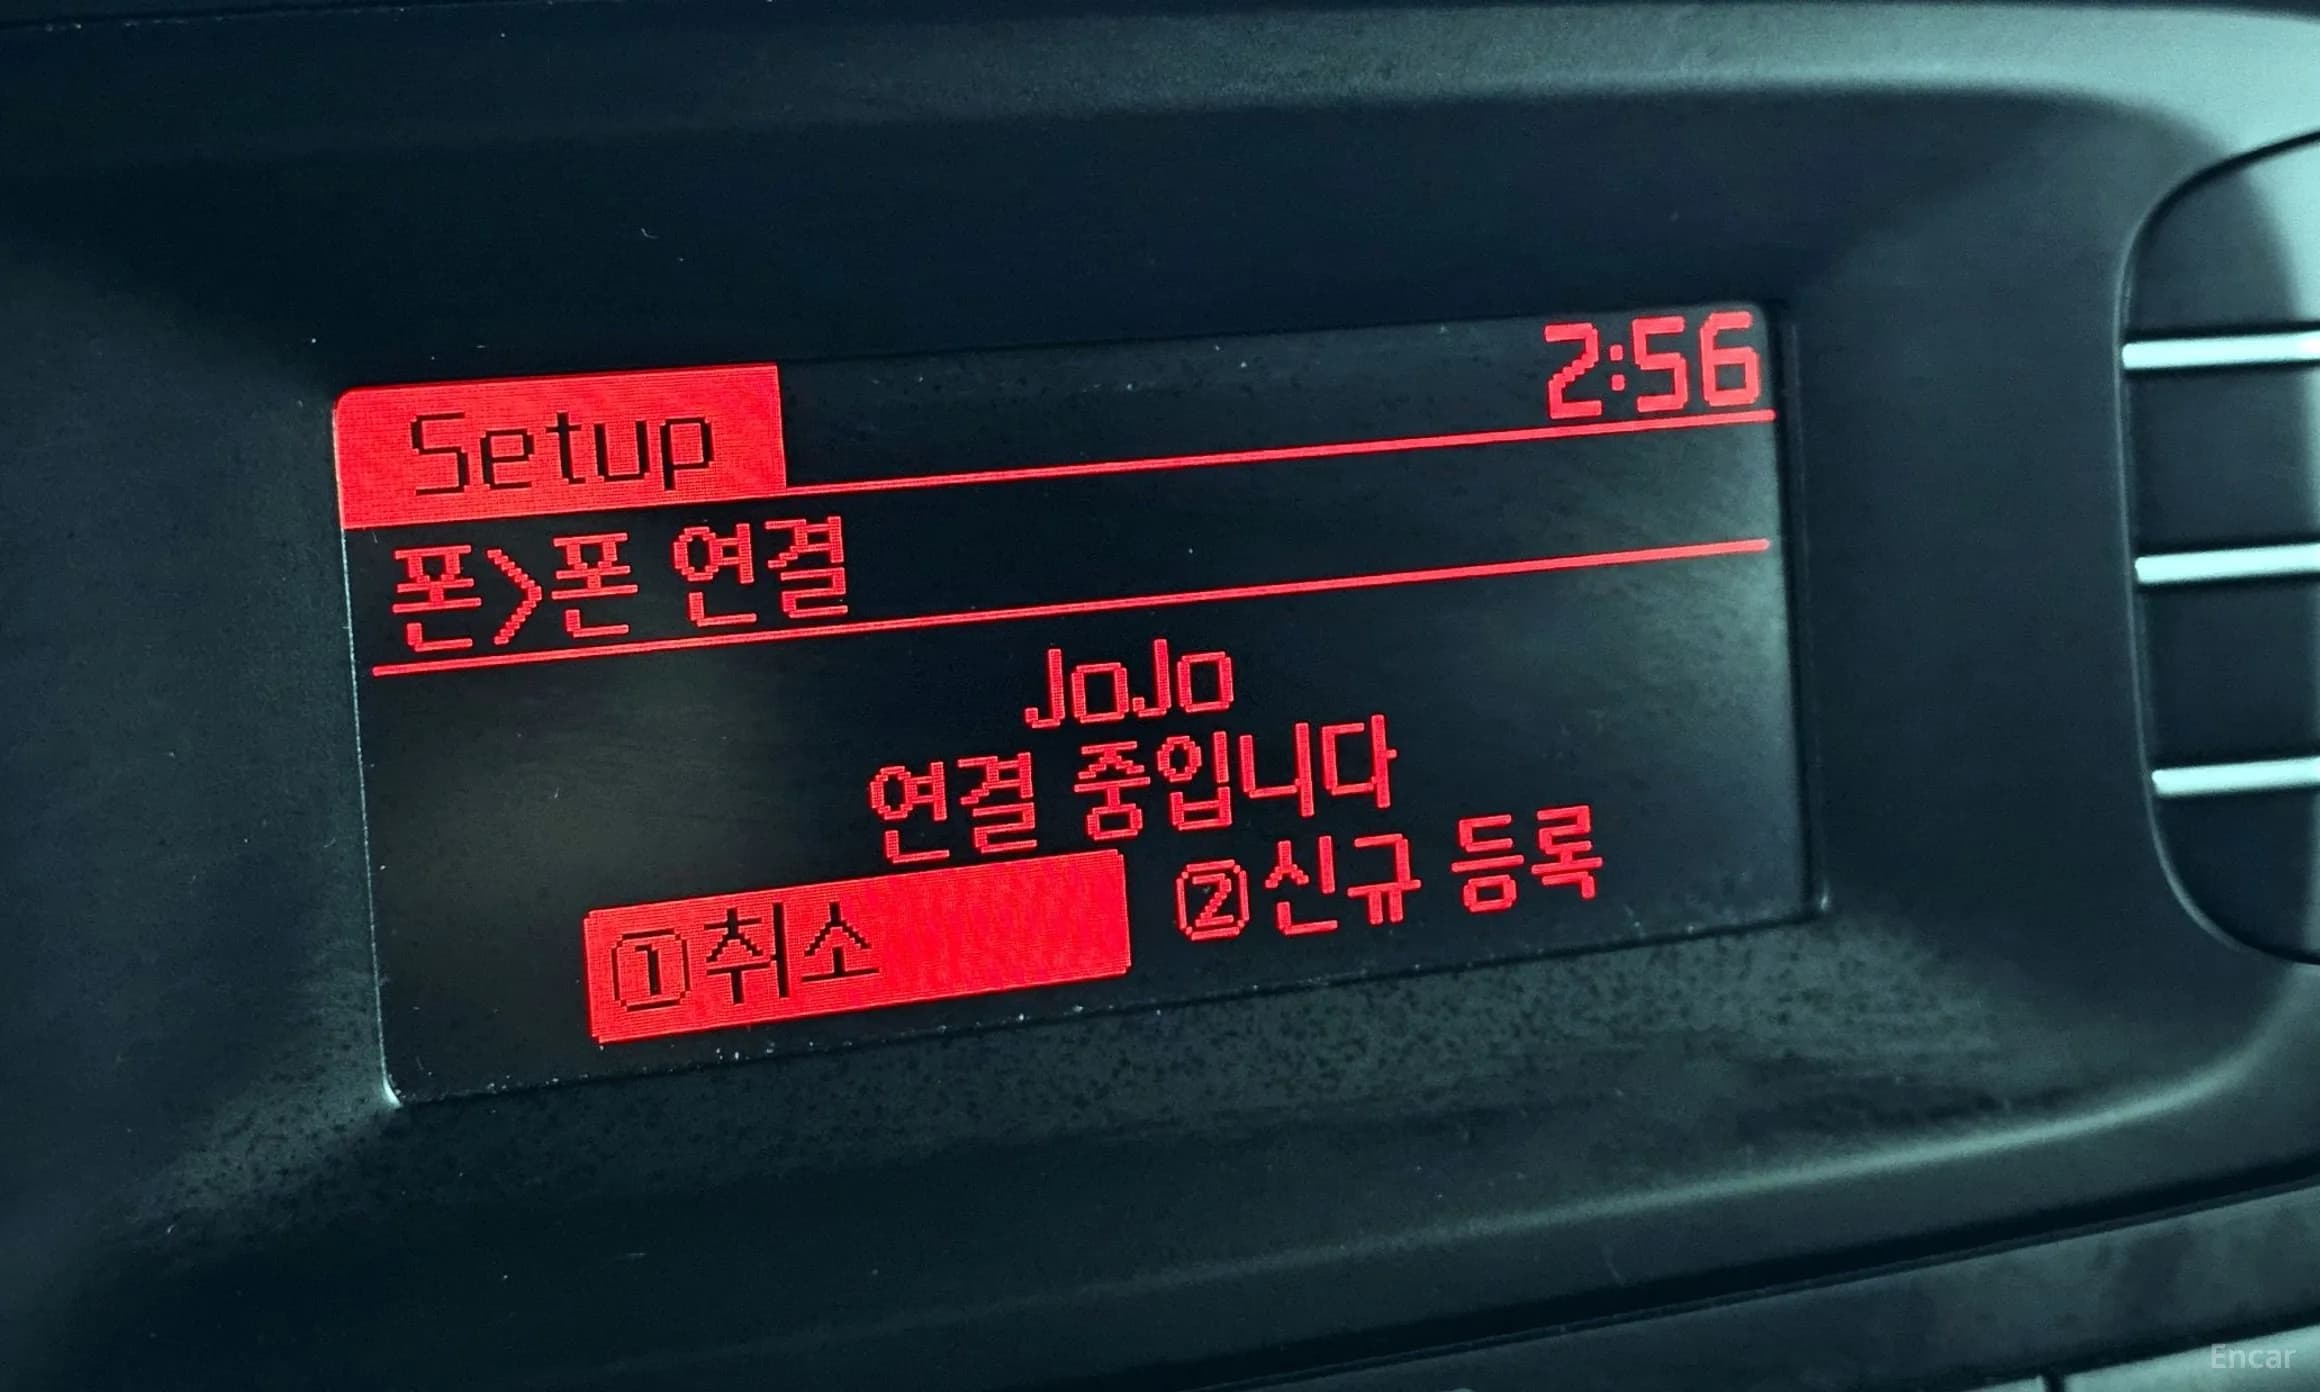 Setup 2:56
폰>폰 연결
JoJo
연결 중입니다
①취소 ②신규 등록
Encar